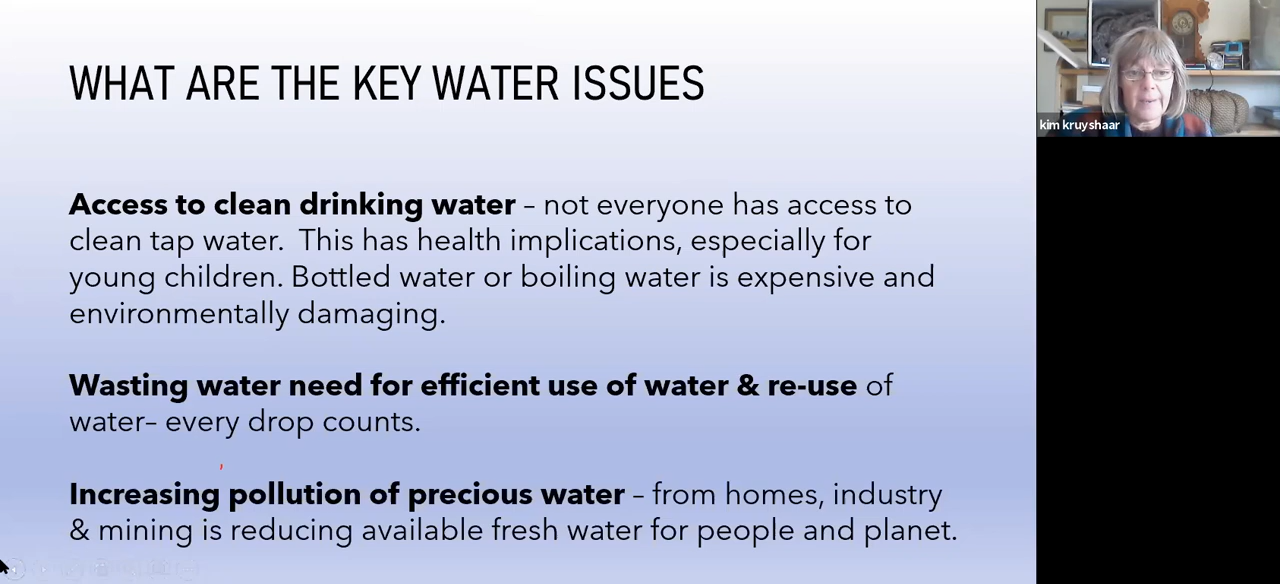 WHAT ARE THE KEY WATER ISSUES
Access to clean drinking water – not everyone has access to
clean tap water.  This has health implications, especially for
young children. Bottled water or boiling water is expensive and
environmentally damaging.
Wasting water need for efficient use of water & re-use of
water– every drop counts.
Increasing pollution of precious water – from homes, industry
& mining is reducing available fresh water for people and planet.
kim kruyshaar